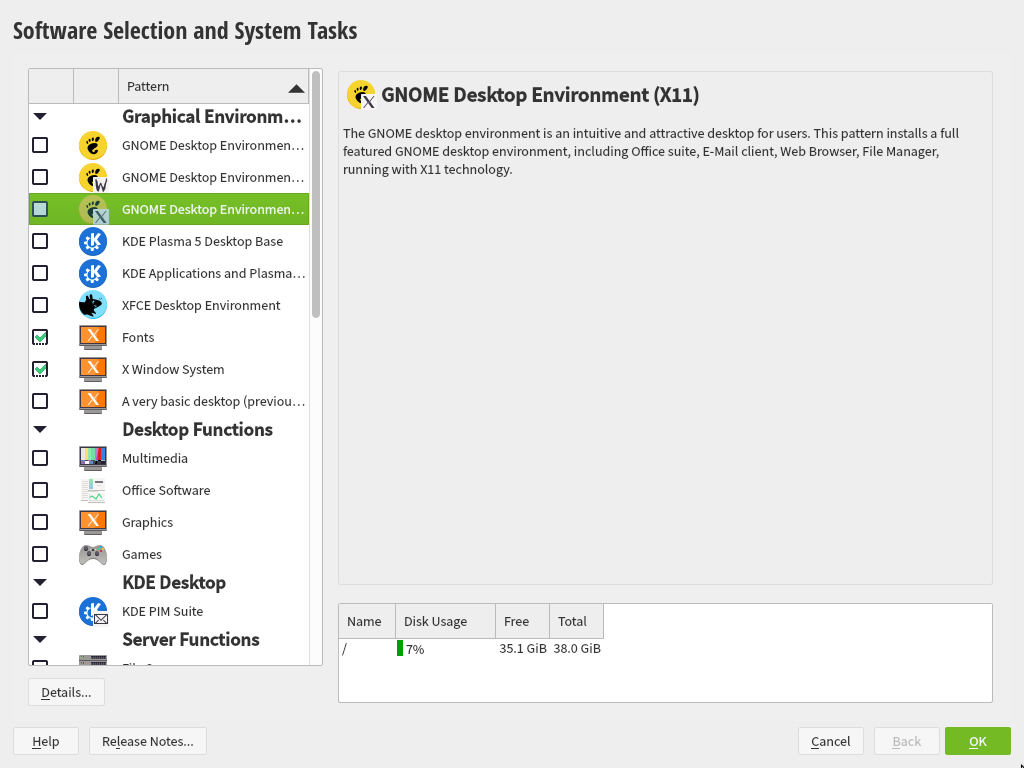 Software Selection and System Tasks
Pattern
Graphical Environm...
GNOME Desktop Environmen...
GNOME Desktop Environmen...
GNOME Desktop Environmen...
KDE Plasma 5 Desktop Base
KDE Applications and Plasma...
XFCE Desktop Environment
Fonts
X Window System
A very basic desktop (previou...
Desktop Functions
Multimedia
Office Software
Graphics
Games
KDE Desktop
KDE PIM Suite
Server Functions
Details...
GNOME Desktop Environment (X11)
The GNOME desktop environment is an intuitive and attractive desktop for users. This pattern installs a full
featured GNOME desktop environment, including Office suite, E-Mail client, Web Browser, File Manager,
running with X11 technology.
Name Disk Usage Free Total
/ 7% 35.1 GiB 38.0 GiB
Help Release Notes... Cancel Back OK